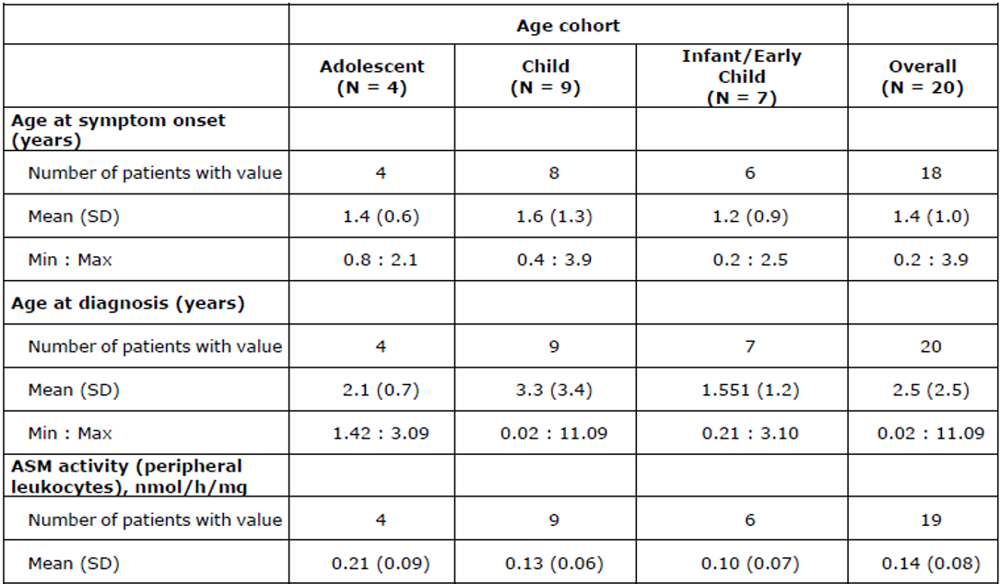 Age cohort
Adolescent (N = 4) Child (N = 9) Infant/Early Child (N = 7) Overall (N = 20)
Age at symptom onset (years)
Number of patients with value 4 8 6 18
Mean (SD) 1.4 (0.6) 1.6 (1.3) 1.2 (0.9) 1.4 (1.0)
Min : Max 0.8 : 2.1 0.4 : 3.9 0.2 : 2.5 0.2 : 3.9
Age at diagnosis (years)
Number of patients with value 4 9 7 20
Mean (SD) 2.1 (0.7) 3.3 (3.4) 1.551 (1.2) 2.5 (2.5)
Min : Max 1.42 : 3.09 0.02 : 11.09 0.21 : 3.10 0.02 : 11.09
ASM activity (peripheral leukocytes), nmol/h/mg
Number of patients with value 4 9 6 19
Mean (SD) 0.21 (0.09) 0.13 (0.06) 0.10 (0.07) 0.14 (0.08)